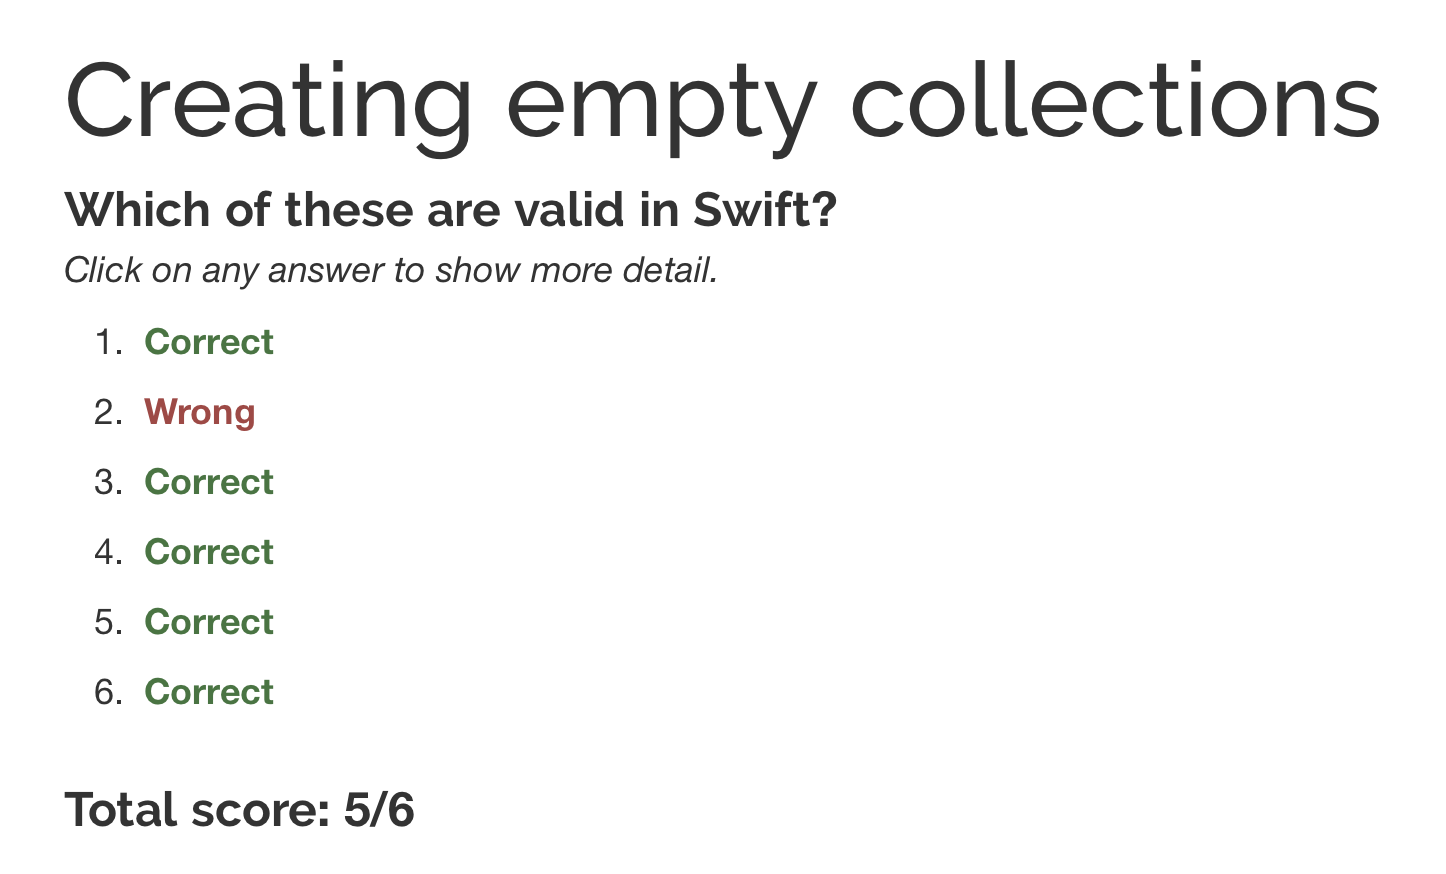 Creating empty collections
Which of these are valid in Swift?
Click on any answer to show more detail.
1. Correct
2. Wrong
3. Correct
4. Correct
5. Correct
6. Correct
Total score: 5/6